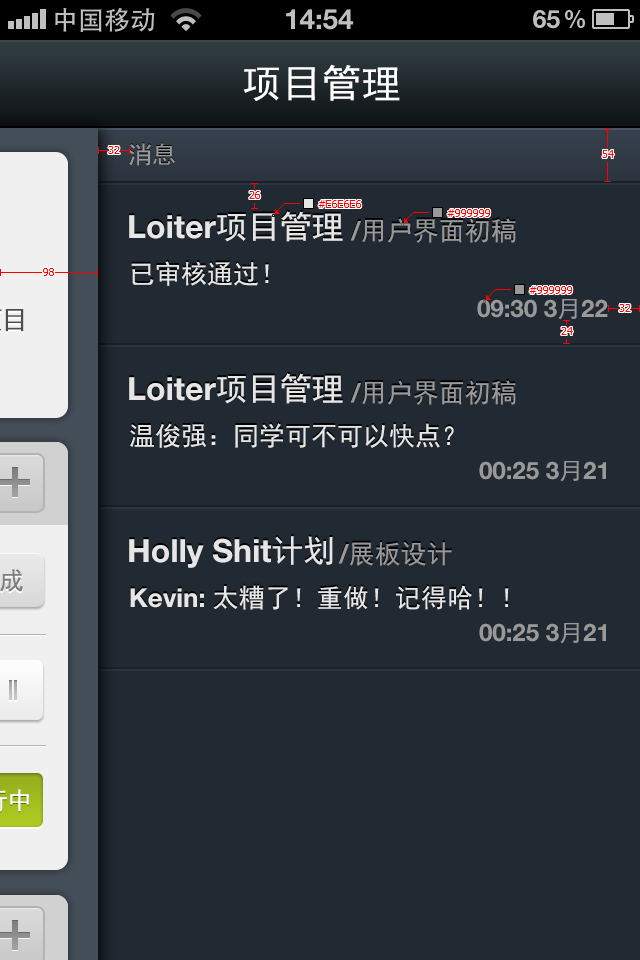 中国移动 14:54 65%
项目管理
32 消息 54
26 #E6E6E6 #999999
Loiter项目管理 /用户界面初稿
98 已审核通过！
#999999
09:30 3月22 32
项目
24
Loiter项目管理 /用户界面初稿
温俊强：同学可不可以快点？
00:25 3月21
Holly Shit计划 /展板设计
成
Kevin: 太糟了！重做！记得哈！！
00:25 3月21
行中